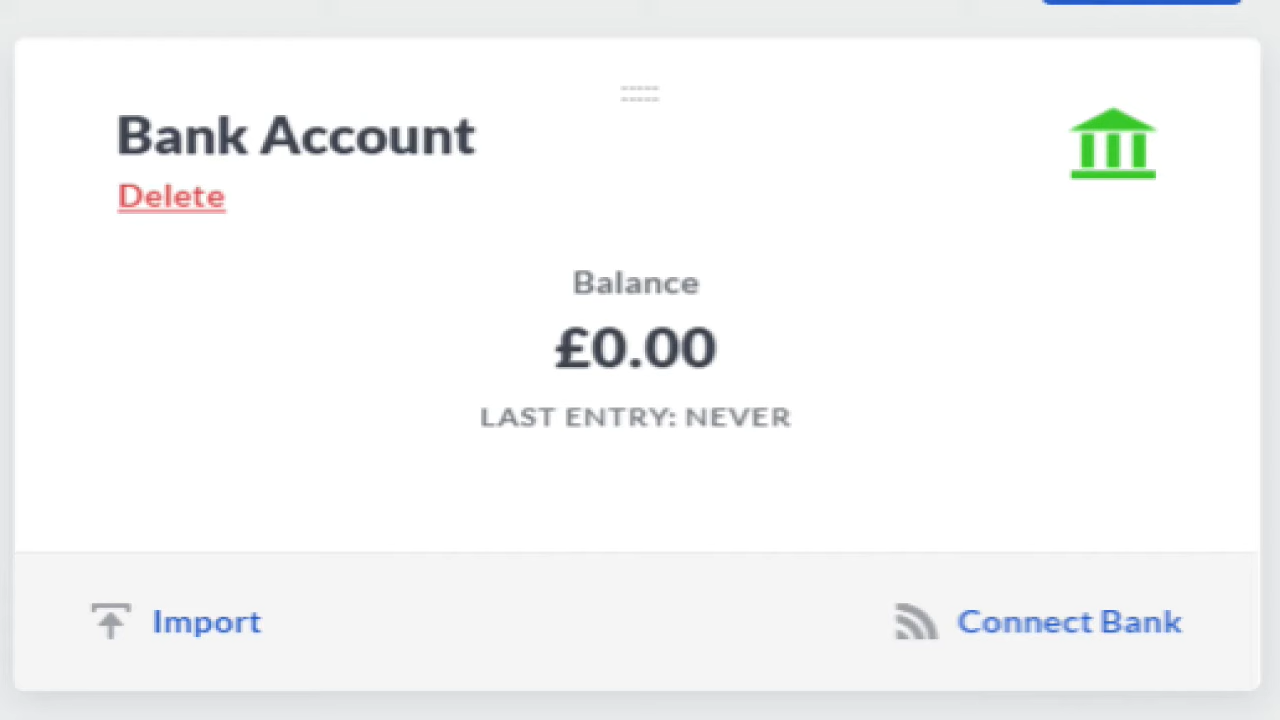 Bank Account
Delete
Balance
£0.00
LAST ENTRY: NEVER
Import
Connect Bank